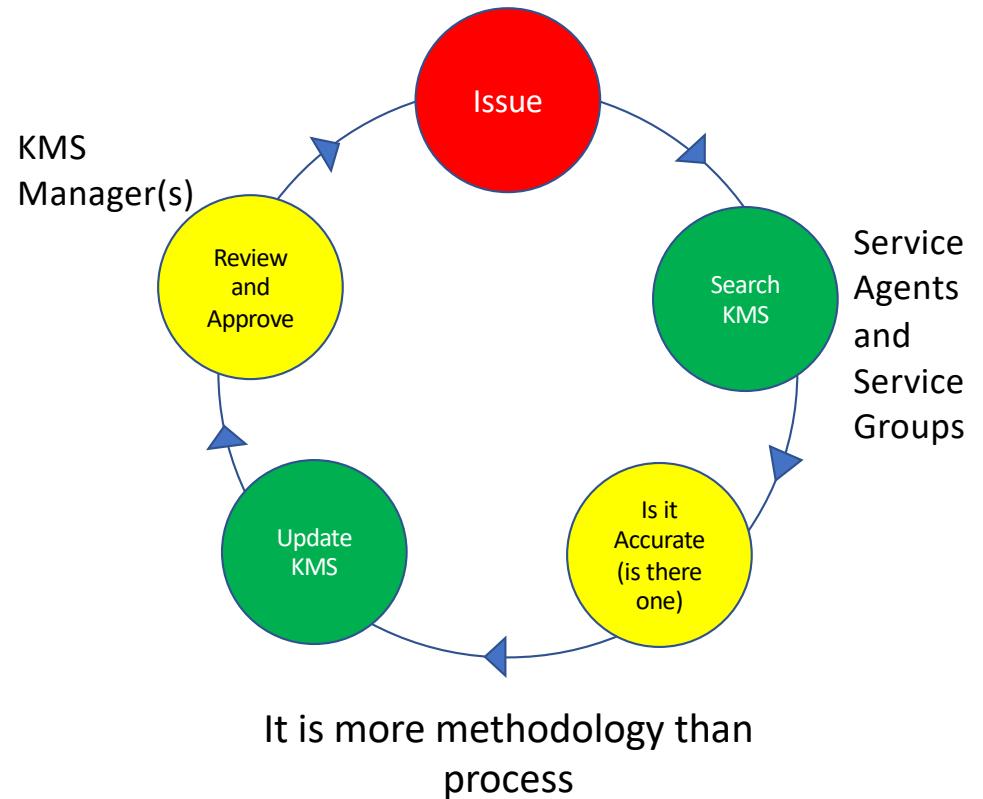 Issue
KMS
Manager(s)
Review
and
Approve
Search
KMS
Service
Agents
and
Service
Groups
Is it
Accurate
(is there
one)
Update
KMS
It is more methodology than
process